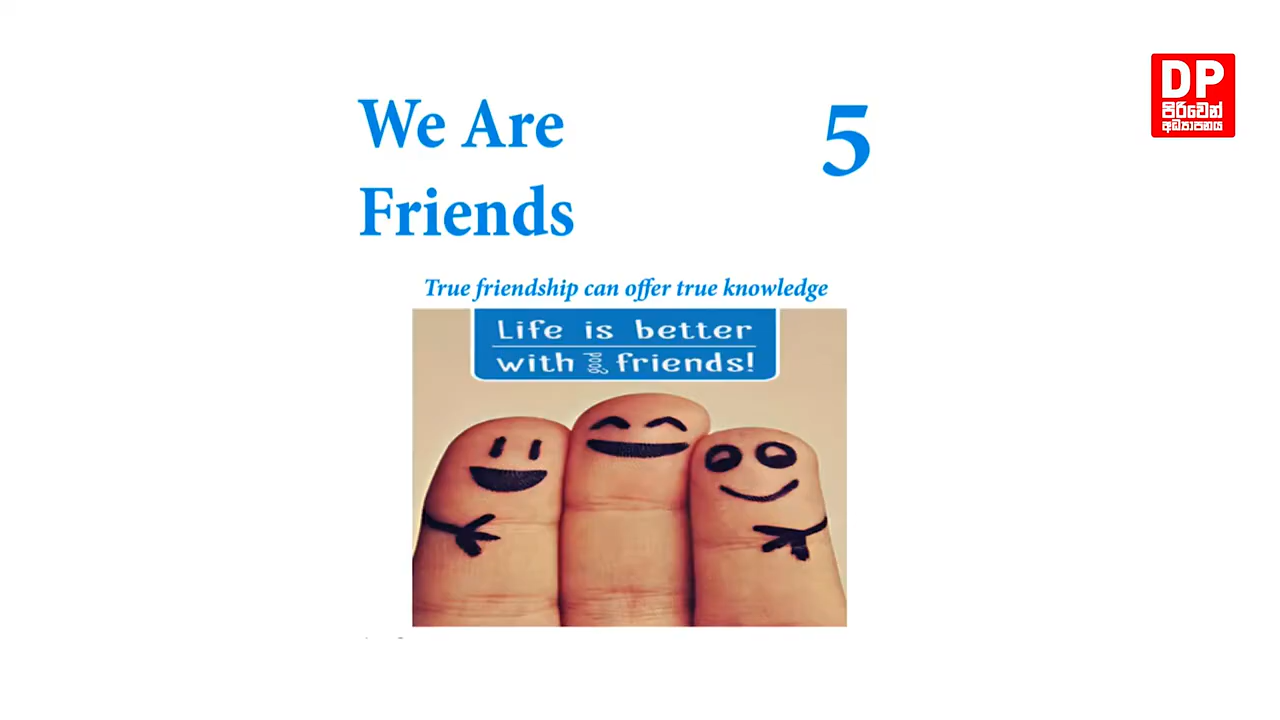 We Are
Friends
5
True friendship can offer true knowledge
Life is better
with good friends!
DP
පිරිවෙන්
අධ්‍යාපනය